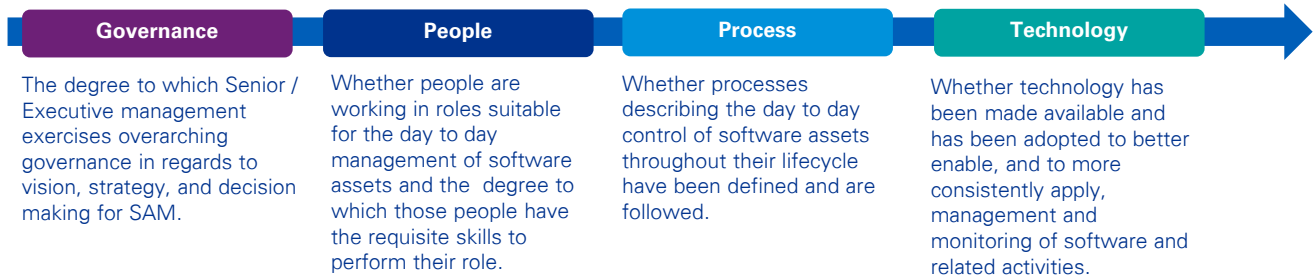 Governance
The degree to which Senior /
Executive management
exercises overarching
governance in regards to
vision, strategy, and decision
making for SAM.
People
Whether people are
working in roles suitable
for the day to day
management of software
assets and the  degree to
which those people have
the requisite skills to
perform their role.
Process
Whether processes
describing the day to day
control of software assets
throughout their lifecycle
have been defined and are
followed.
Technology
Whether technology has
been made available and
has been adopted to better
enable, and to more
consistently apply,
management and
monitoring of software and
related activities.